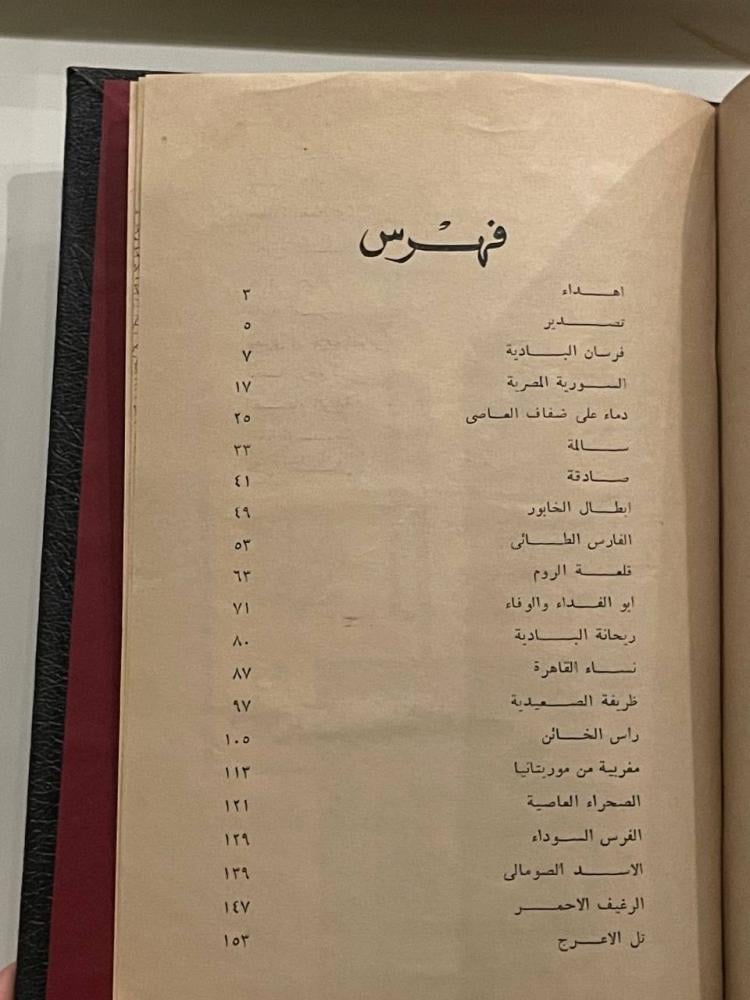 فهْرس
اهداء ٣
تصدير ٥
فرسان البادية ٧
السورية المصرية ١٧
دماء على ضفاف العاصى ٢٥
سالمة ٣٣
صادقة ٤١
ابطال الخابور ٤٩
الفارس الطائى ٥٣
قلعة الروم ٦٣
ابو الفداء والوفاء ٧١
ريحانة البادية ٨٠
نساء القاهرة ٨٧
ظريفة الصعيدية ٩٧
رأس الخائن ١٠٥
مغربية من موريتانيا ١١٣
الصحراء العاصية ١٢١
الفرس السوداء ١٢٩
الاسد الصومالى ١٣٩
الرغيف الاحمر ١٤٧
تل الاعرج ١٥٣